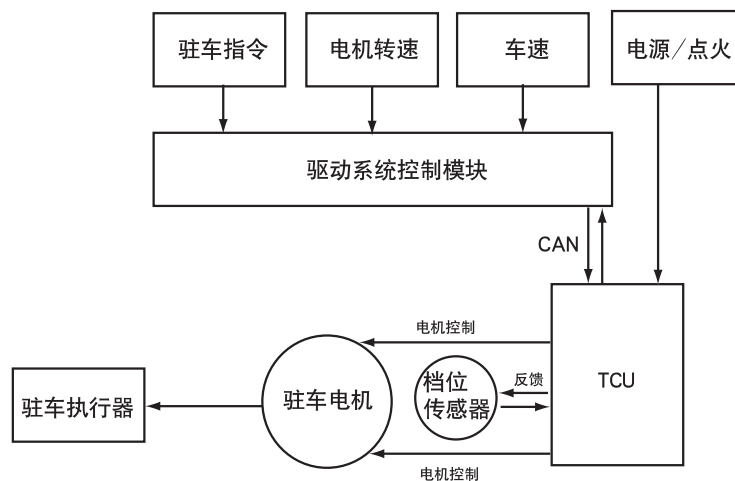 驻车指令
电机转速
车速
电源/点火
驱动系统控制模块
CAN
电机控制
档位
传感器
反馈
TCU
驻车电机
驻车执行器
电机控制